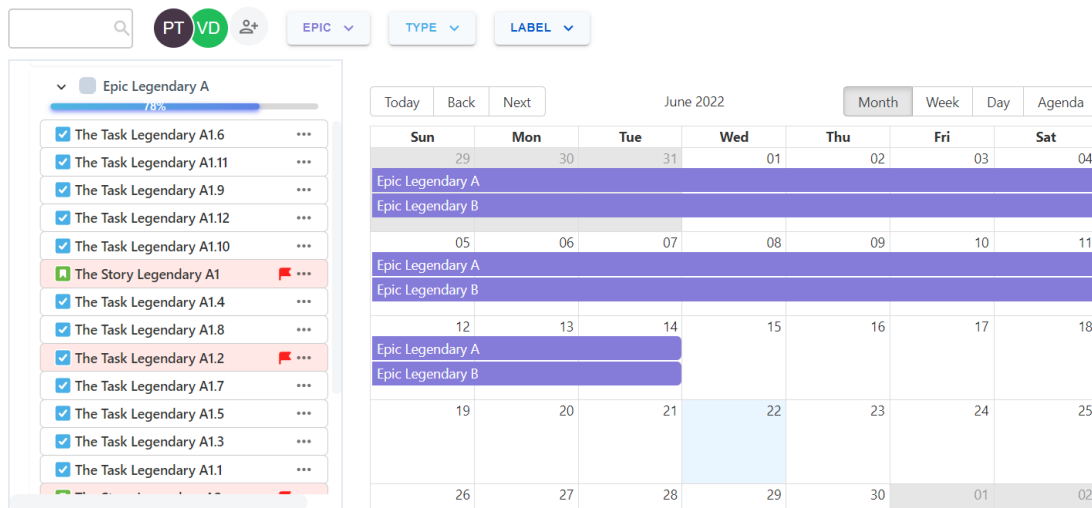 PT VD EPIC TYPE LABEL
Epic Legendary A
78%
The Task Legendary A1.6
The Task Legendary A1.11
The Task Legendary A1.9
The Task Legendary A1.12
The Task Legendary A1.10
The Story Legendary A1
The Task Legendary A1.4
The Task Legendary A1.8
The Task Legendary A1.2
The Task Legendary A1.7
The Task Legendary A1.5
The Task Legendary A1.3
The Task Legendary A1.1
Today Back Next June 2022 Month Week Day Agenda
Sun Mon Tue Wed Thu Fri Sat
29 30 31 01 02 03 04
Epic Legendary A
Epic Legendary B
05 06 07 08 09 10 11
Epic Legendary A
Epic Legendary B
12 13 14 15 16 17 18
Epic Legendary A
Epic Legendary B
19 20 21 22 23 24 25
26 27 28 29 30 01 02